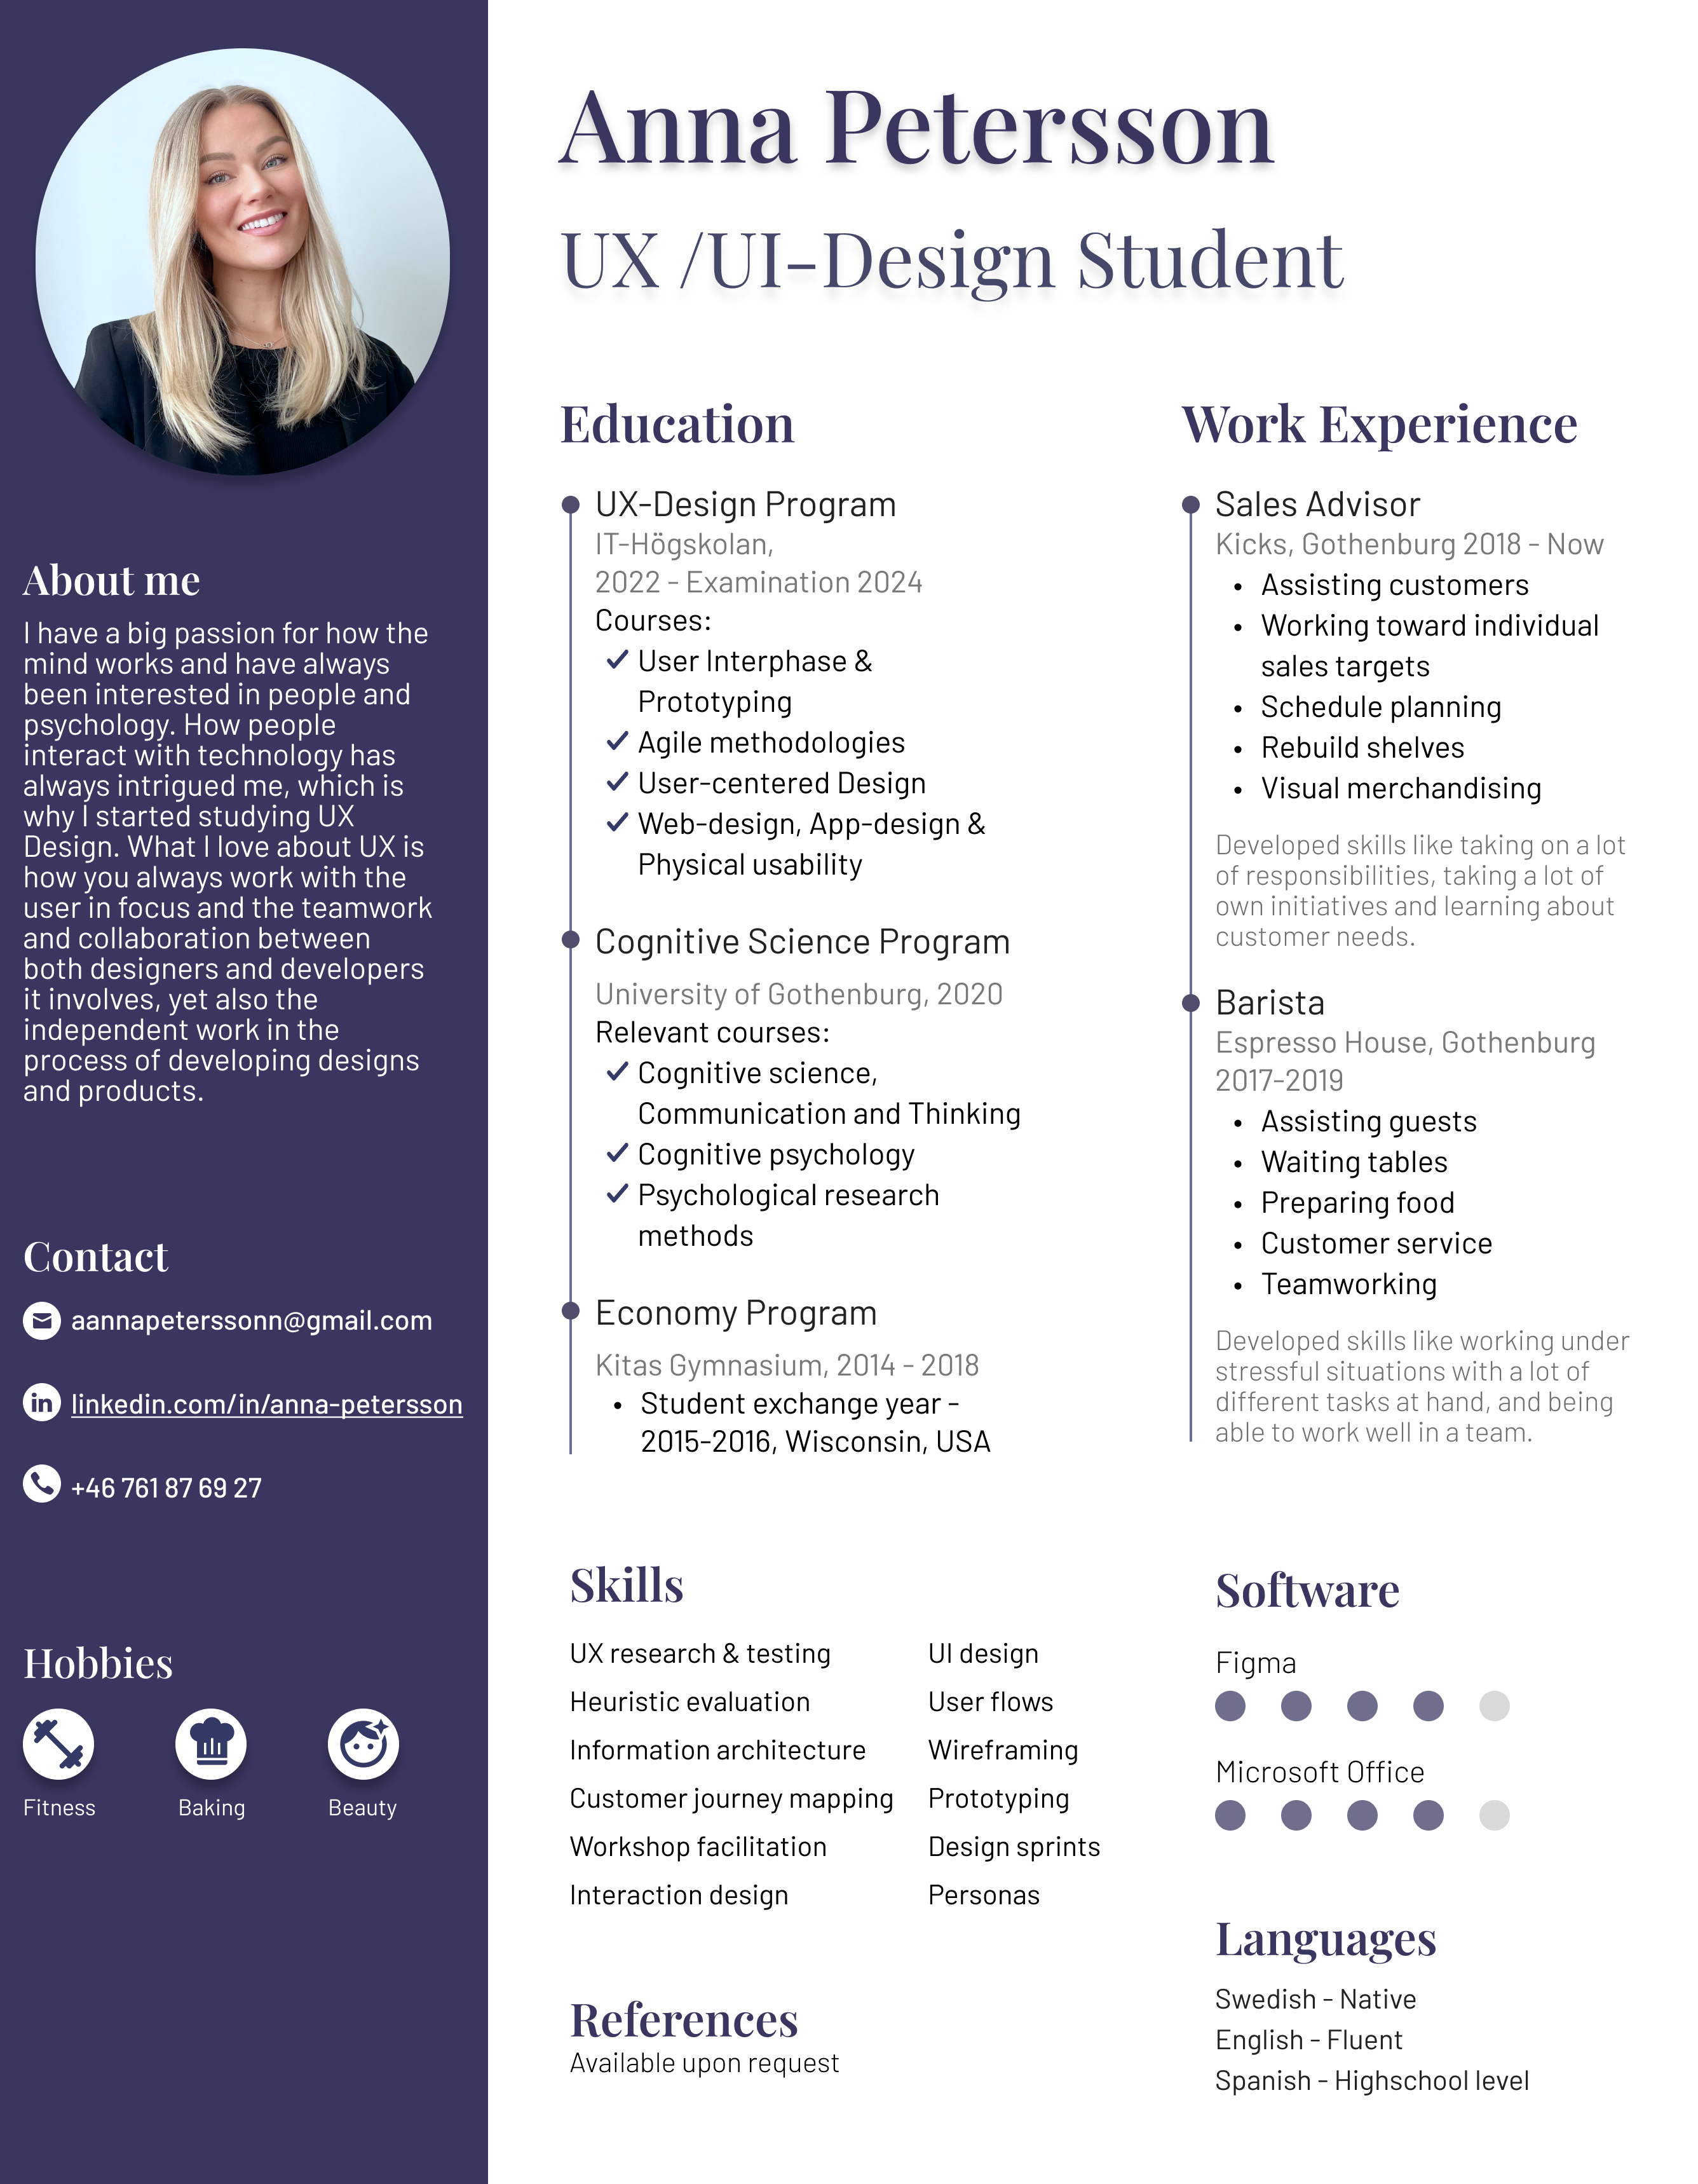 Anna Petersson
UX /UI-Design Student
About me
I have a big passion for how the
mind works and have always
been interested in people and
psychology. How people
interact with technology has
always intrigued me, which is
why I started studying UX
Design. What I love about UX is
how you always work with the
user in focus and the teamwork
and collaboration between
both designers and developers
it involves, yet also the
independent work in the
process of developing designs
and products.
Contact
aannapeterssonn@gmail.com
linkedin.com/in/anna-petersson
+46 761 87 69 27
Hobbies
Fitness
Baking
Beauty
Education
UX-Design Program
IT-Högskolan,
2022 - Examination 2024
Courses:
User Interphase &
Prototyping
Agile methodologies
User-centered Design
Web-design, App-design &
Physical usability
Cognitive Science Program
University of Gothenburg, 2020
Relevant courses:
Cognitive science,
Communication and Thinking
Cognitive psychology
Psychological research
methods
Economy Program
Kitas Gymnasium, 2014 - 2018
• Student exchange year -
2015-2016, Wisconsin, USA
Work Experience
Sales Advisor
Kicks, Gothenburg 2018 - Now
• Assisting customers
• Working toward individual
sales targets
• Schedule planning
• Rebuild shelves
• Visual merchandising
Developed skills like taking on a lot
of responsibilities, taking a lot of
own initiatives and learning about
customer needs.
Barista
Espresso House, Gothenburg
2017-2019
• Assisting guests
• Waiting tables
• Preparing food
• Customer service
• Teamworking
Developed skills like working under
stressful situations with a lot of
different tasks at hand, and being
able to work well in a team.
Skills
UX research & testing
Heuristic evaluation
Information architecture
Customer journey mapping
Workshop facilitation
Interaction design
UI design
User flows
Wireframing
Prototyping
Design sprints
Personas
References
Available upon request
Software
Figma
Microsoft Office
Languages
Swedish - Native
English - Fluent
Spanish - Highschool level